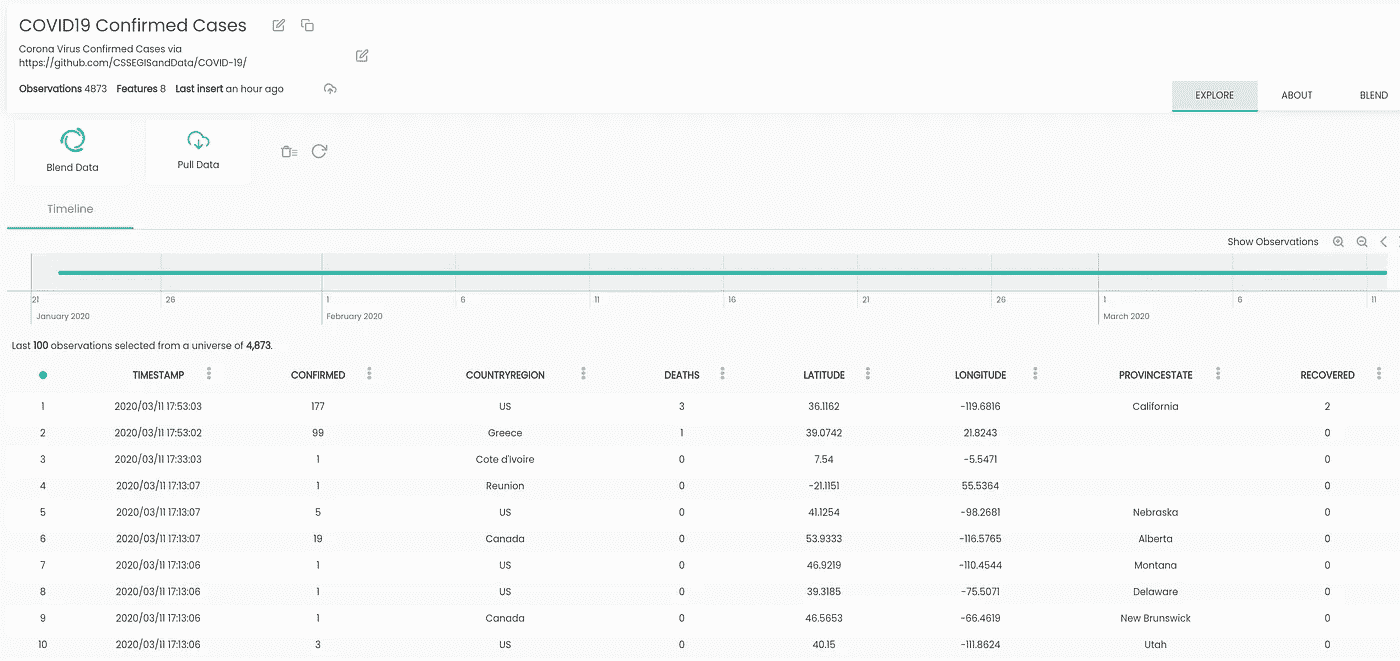 COVID19 Confirmed Cases
Corona Virus Confirmed Cases via
https://github.com/CSSEGISandData/COVID-19/
Observations 4873 Features 8 Last insert an hour ago
EXPLORE ABOUT BLEND
Blend Data Pull Data
Timeline
Show Observations
21 26 1 6 11 16 21 26 1 6 11
January 2020 February 2020 March 2020
Last 100 observations selected from a universe of 4,873.
TIMESTAMP CONFIRMED COUNTRYREGION DEATHS LATITUDE LONGITUDE PROVINCESTATE RECOVERED
1 2020/03/11 17:53:03 177 US 3 36.1162 -119.6816 California 2
2 2020/03/11 17:53:02 99 Greece 1 39.0742 21.8243 0
3 2020/03/11 17:33:03 1 Cote d'Ivoire 0 7.54 -5.5471 0
4 2020/03/11 17:13:07 1 Reunion 0 -21.1151 55.5364 0
5 2020/03/11 17:13:07 5 US 0 41.1254 -98.2681 Nebraska 0
6 2020/03/11 17:13:07 19 Canada 0 53.9333 -116.5765 Alberta 0
7 2020/03/11 17:13:06 1 US 0 46.9219 -110.4544 Montana 0
8 2020/03/11 17:13:06 1 US 0 39.3185 -75.5071 Delaware 0
9 2020/03/11 17:13:06 1 Canada 0 46.5653 -66.4619 New Brunswick 0
10 2020/03/11 17:13:06 3 US 0 40.15 -111.8624 Utah 0